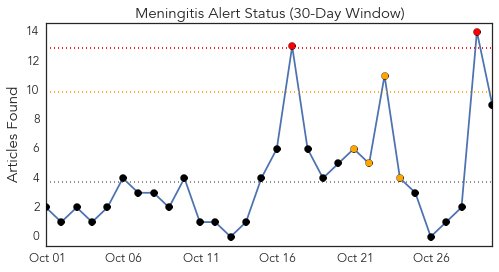 Meningitis Alert Status (30-Day Window)
Articles Found
14
12
10
8
6
4
2
0
Oct 01 Oct 06 Oct 11 Oct 16 Oct 21 Oct 26